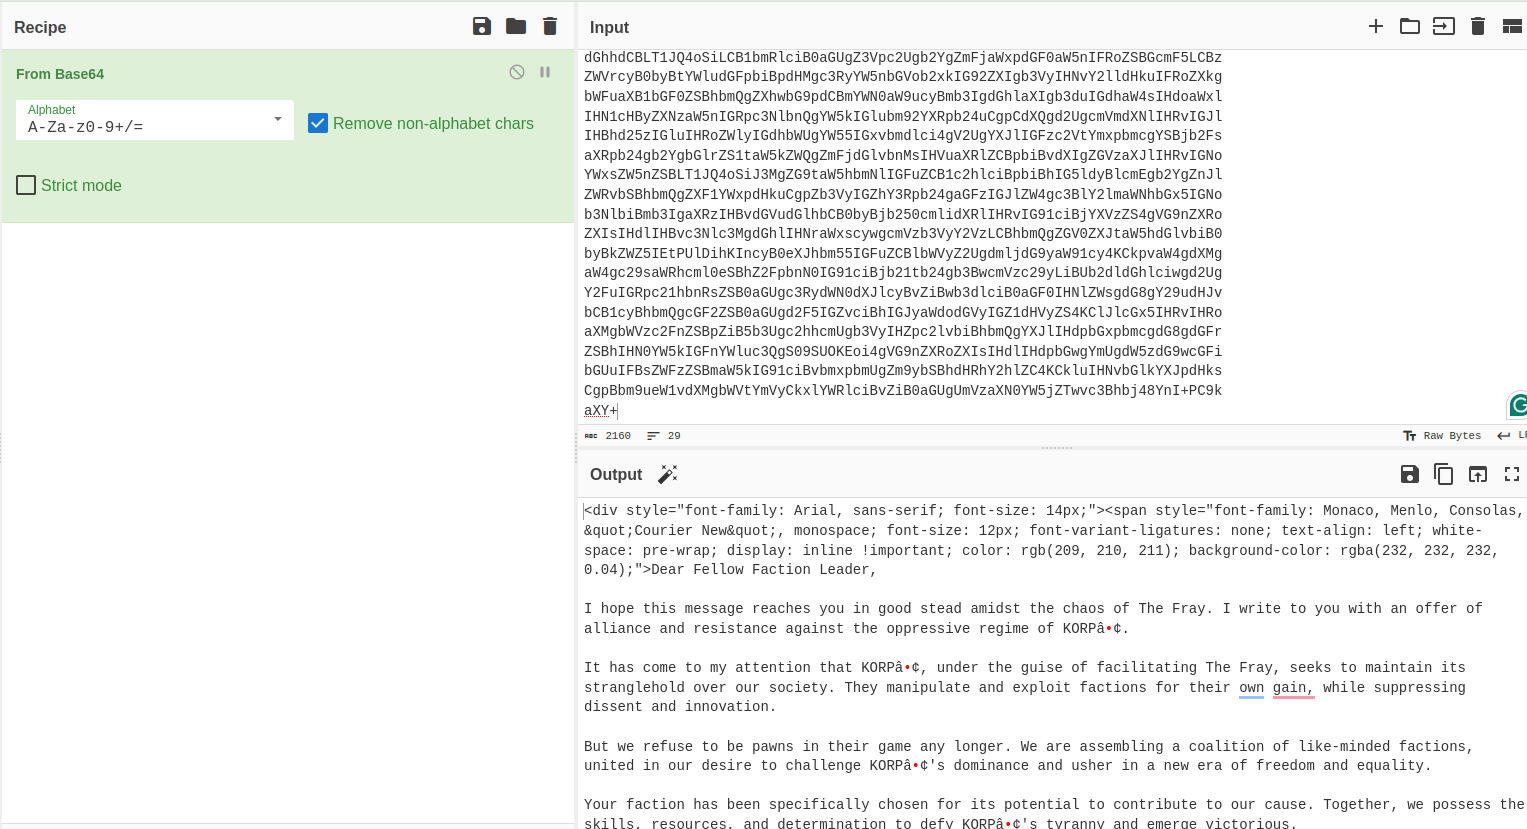 Recipe
From Base64
Alphabet
A-Za-z0-9+/=
Remove non-alphabet chars
Strict mode
Input
dGhhdCBLT1JQ4oSiLCB1bmRlciB0aGUgZ3Vpc2Ugb2YgZmFjaWxpdGF0aW5nIFRoZSBGcmF5LCBz
ZWVrcyB0byBtYWludGFpbiBpdHMgc3RyYW5nbGVob2xkIG92ZXIgb3VyIHNvY2lldHkuIFRoZXkg
bWFuaXB1bGF0ZSBhbmQgZXhwbG9pdCBmYWN0aW9ucyBmb3IgdGhlaXIgb3duIGdhaW4sIHdoaWxl
IHN1cHByZXNzaW5nIGRpc3NlbnQgYW5kIGlubm92YXRpb24uCgpCdXQgd2UgcmVmdXNlIHRvIGJl
IHBhd25zIGluIHRoZWlyIGdhbWUgYW55IGxvbmdlci4gV2UgYXJlIGFzc2VtYmxpbmcgYSBjb2Fs
aXRpb24gb2YgbGlrZS1taW5kZWQgZmFjdGlvbnMsIHVuaXRlZCBpbiBvdXIgZGVzaXJlIHRvIGNo
YWxsZW5nZSBLT1JQ4oSiJ3MgZG9taW5hbmNlIGFuZCB1c2hlciBpbiBhIG5ldyBlcmEgb2YgZnJl
ZWRvbSBhbmQgZXF1YWxpdHkuCgpZb3VyIGZhY3Rpb24gaGFzIGJlZW4gc3BlY2lmaWNhbGx5IGNo
b3NlbiBmb3IgaXRzIHBvdGVudGlhbCB0byBjb250cmlidXRlIHRvIG91ciBjYXVzZS4gVG9nZXRo
ZXIsIHdlIHBvc3Nlc3MgdGhlIHNraWxscywgcmVzb3VyY2VzLCBhbmQgZGV0ZXJtaW5hdGlvbiB0
byBkZWZ5IEtPUlDihKIncyB0eXJhbm55IGFuZCBlbWVyZ2UgdmljdG9yaW91cy4KCkpvaW4gdXMg
aW4gc29saWRhcml0eSBhZ2FpbnN0IG91ciBjb21tb24gb3BwcmVzc29yLiBUb2dldGhlciwgd2Ug
Y2FuIGRpc21hbnRsZSB0aGUgc3RydWN0dXJlcyBvZiBwb3dlciB0aGF0IHNlZWsgdG8gY29udHJv
bCB1cyBhbmQgcGF2ZSB0aGUgd2F5IGZvciBhIGJyaWdodGVyIGZ1dHVyZS4KClJlcGx5IHRvIHRo
aXMgbWVzc2FnZSBpZiB5b3Ugc2hhcmUgb3VyIHZpc2lvbiBhbmQgYXJlIHdpbGxpbmcgdG8gdGFr
ZSBhIHN0YW5kIGFnYWluc3QgS09SUOKEoi4gVG9nZXRoZXIsIHdlIHdpbGwgYmUgdW5zdG9wcGFi
bGUuIFBsZWFzZSBmaW5kIG91ciBvbmxpbmUgZm9ybSBhdHRhY2hlZC4KCkluIHNvbGlkYXJpdHks
CgpBbm9ueW1vdXMgbWVtYmVyCkxlYWRlciBvZiB0aGUgUmVzaXN0YW5jZTwvc3Bhbj48YnI+PC9k
aXY+
2160 29 Raw Bytes LF
Output
<div style="font-family: Arial, sans-serif; font-size: 14px;"><span style="font-family: Monaco, Menlo, Consolas,
&quot;Courier New&quot;, monospace; font-size: 12px; font-variant-ligatures: none; text-align: left; white-
space: pre-wrap; display: inline !important; color: rgb(209, 210, 211); background-color: rgba(232, 232, 232,
0.04);">Dear Fellow Faction Leader,
I hope this message reaches you in good stead amidst the chaos of The Fray. I write to you with an offer of
alliance and resistance against the oppressive regime of KORPâ•¢.
It has come to my attention that KORPâ•¢, under the guise of facilitating The Fray, seeks to maintain its
stranglehold over our society. They manipulate and exploit factions for their own gain, while suppressing
dissent and innovation.
But we refuse to be pawns in their game any longer. We are assembling a coalition of like-minded factions,
united in our desire to challenge KORPâ•¢'s dominance and usher in a new era of freedom and equality.
Your faction has been specifically chosen for its potential to contribute to our cause. Together, we possess the
skills, resources, and determination to defy KORPâ•¢'s tyranny and emerge victorious.